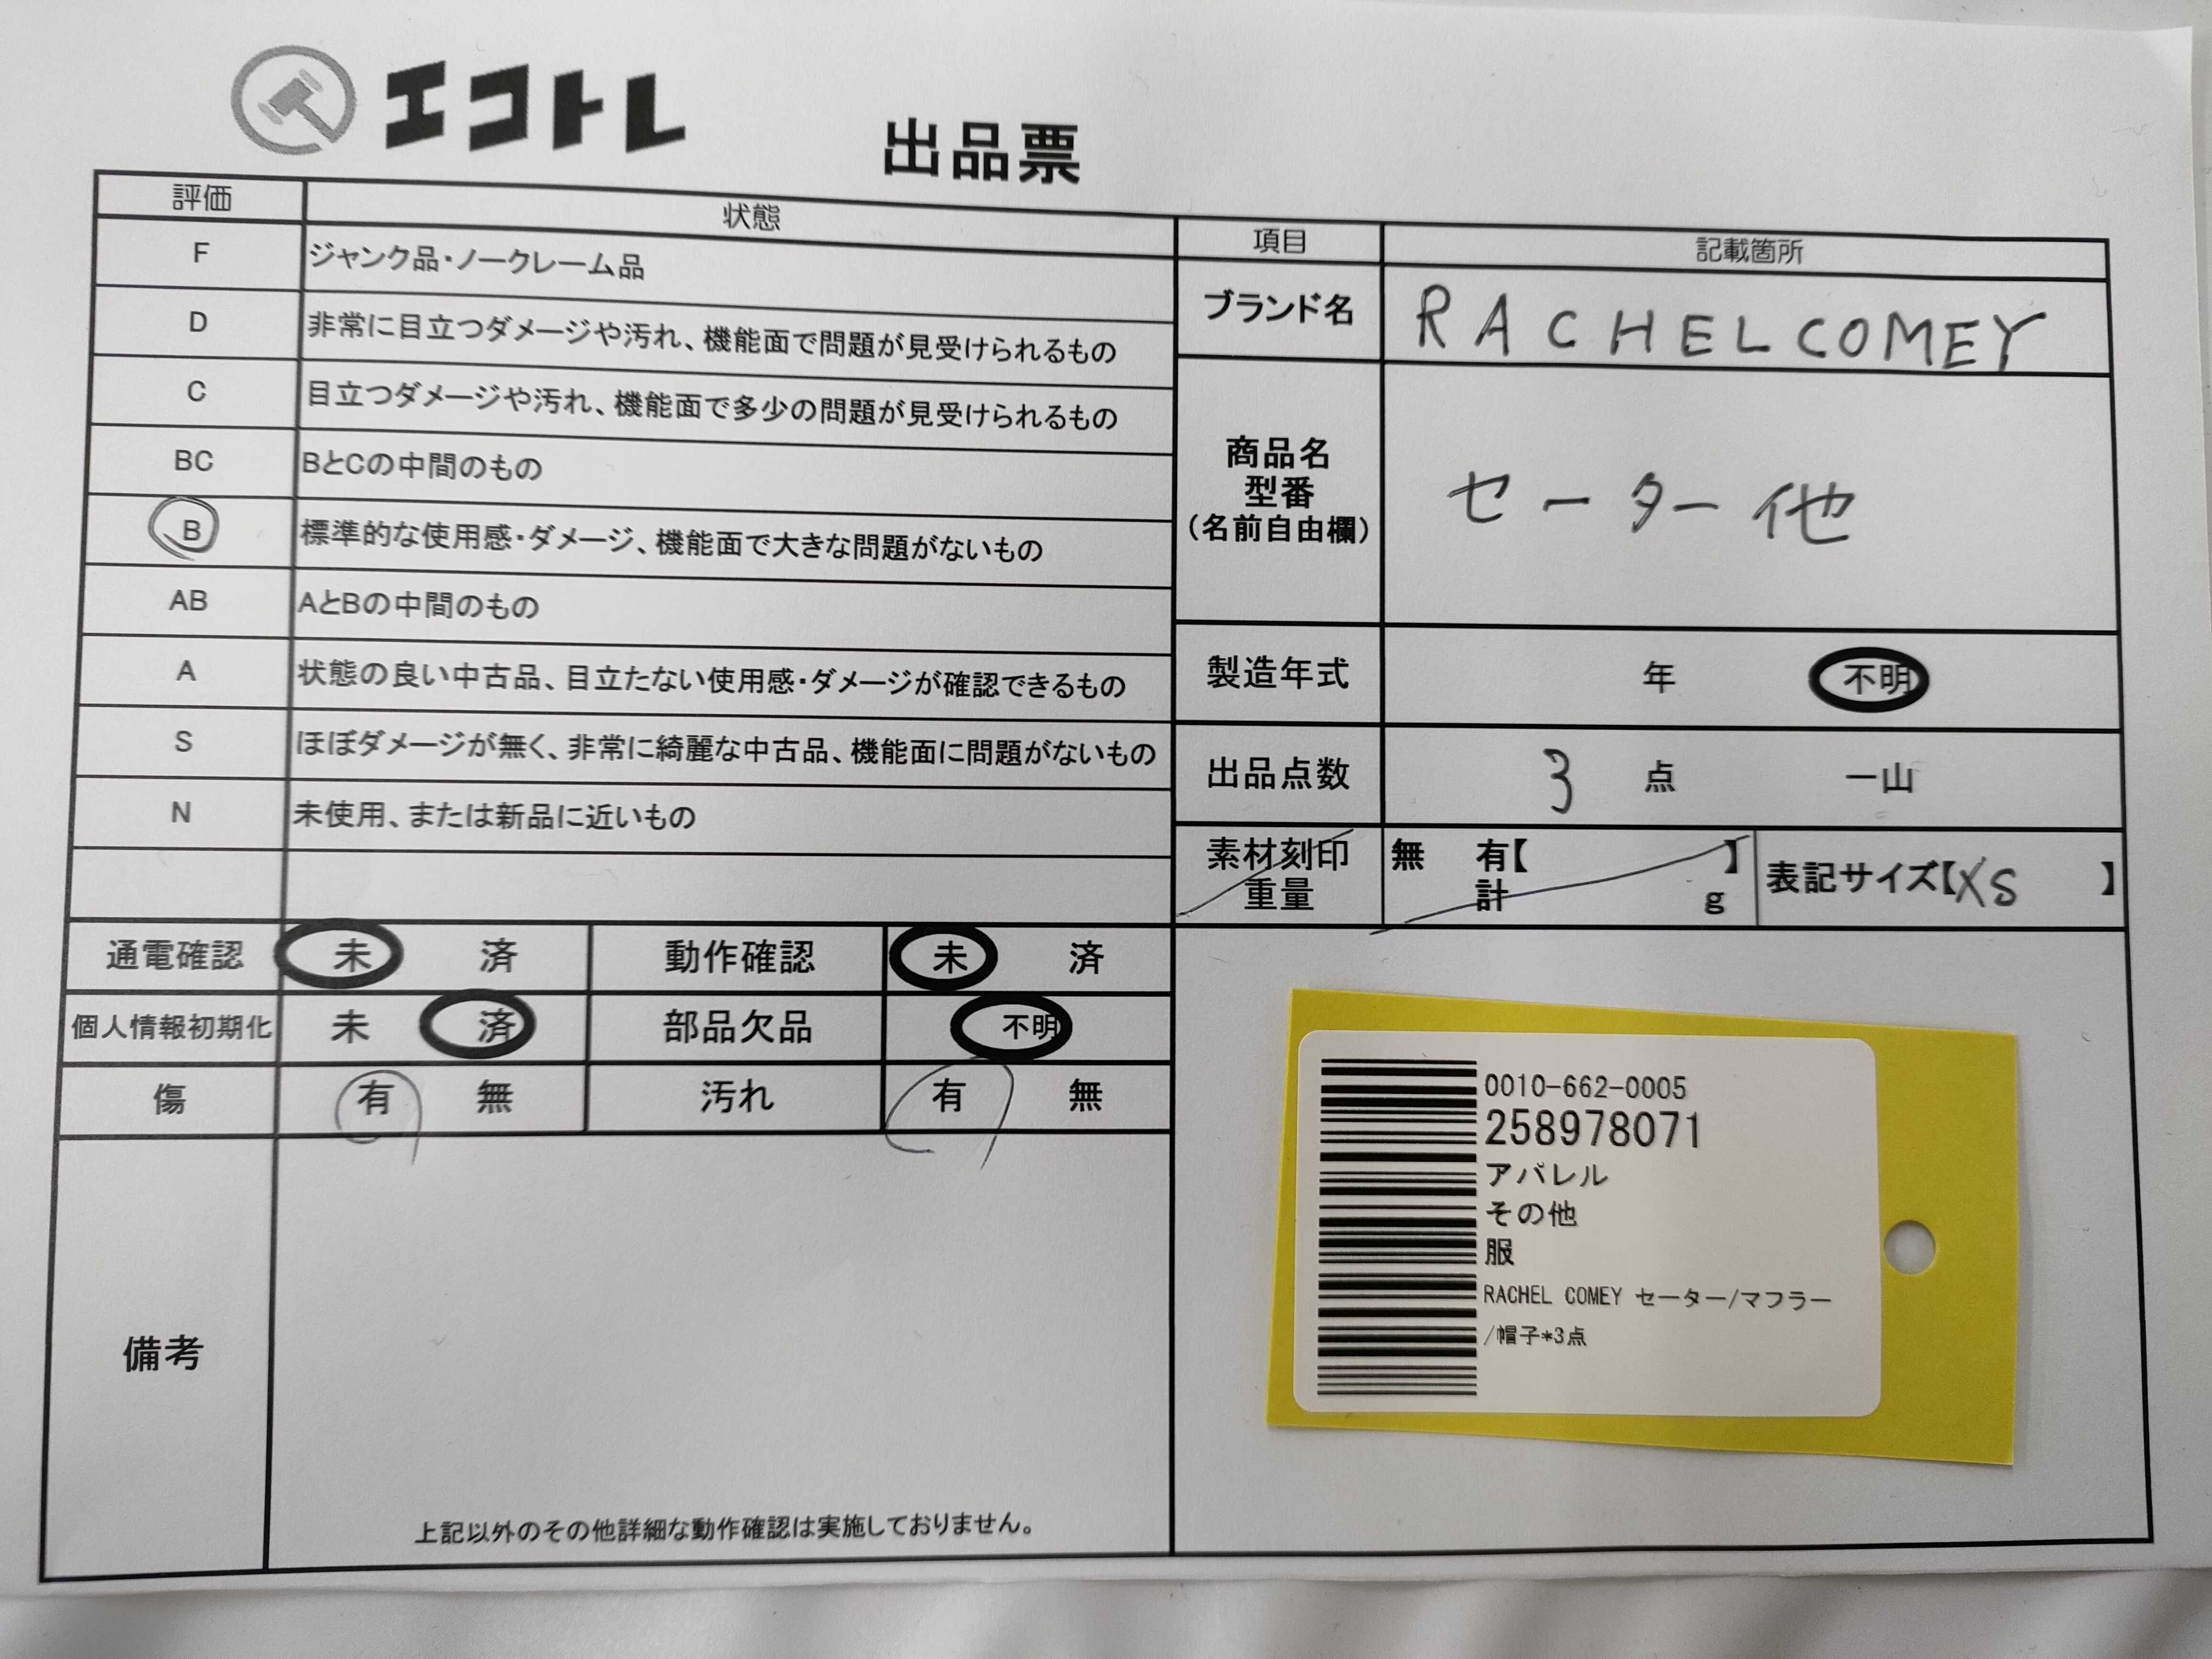 エコトレ
出品票
評価 状態
F ジャンク品・ノークレーム品
D 非常に目立つダメージや汚れ、機能面で問題が見受けられるもの
C 目立つダメージや汚れ、機能面で多少の問題が見受けられるもの
BC BとCの中間のもの
B 標準的な使用感・ダメージ、機能面で大きな問題がないもの
AB AとBの中間のもの
A 状態の良い中古品、目立たない使用感・ダメージが確認できるもの
S ほぼダメージが無く、非常に綺麗な中古品、機能面に問題がないもの
N 未使用、または新品に近いもの
通電確認 未 済 動作確認 未 済
個人情報初期化 未 済 部品欠品 不明
傷 有 無 汚れ 有 無
備考
上記以外のその他詳細な動作確認は実施しておりません。
項目 記載箇所
ブランド名 RACHELCOMEY
商品名
型番
(名前自由欄)
セーター他
製造年式 年 不明
出品点数 3 点 一山
素材刻印 無 有【 】
重量 計 g
表記サイズ【XS 】
0010-662-0005
258978071
アパレル
その他
服
RACHEL COMEY セーター/マフラー
/帽子*3点